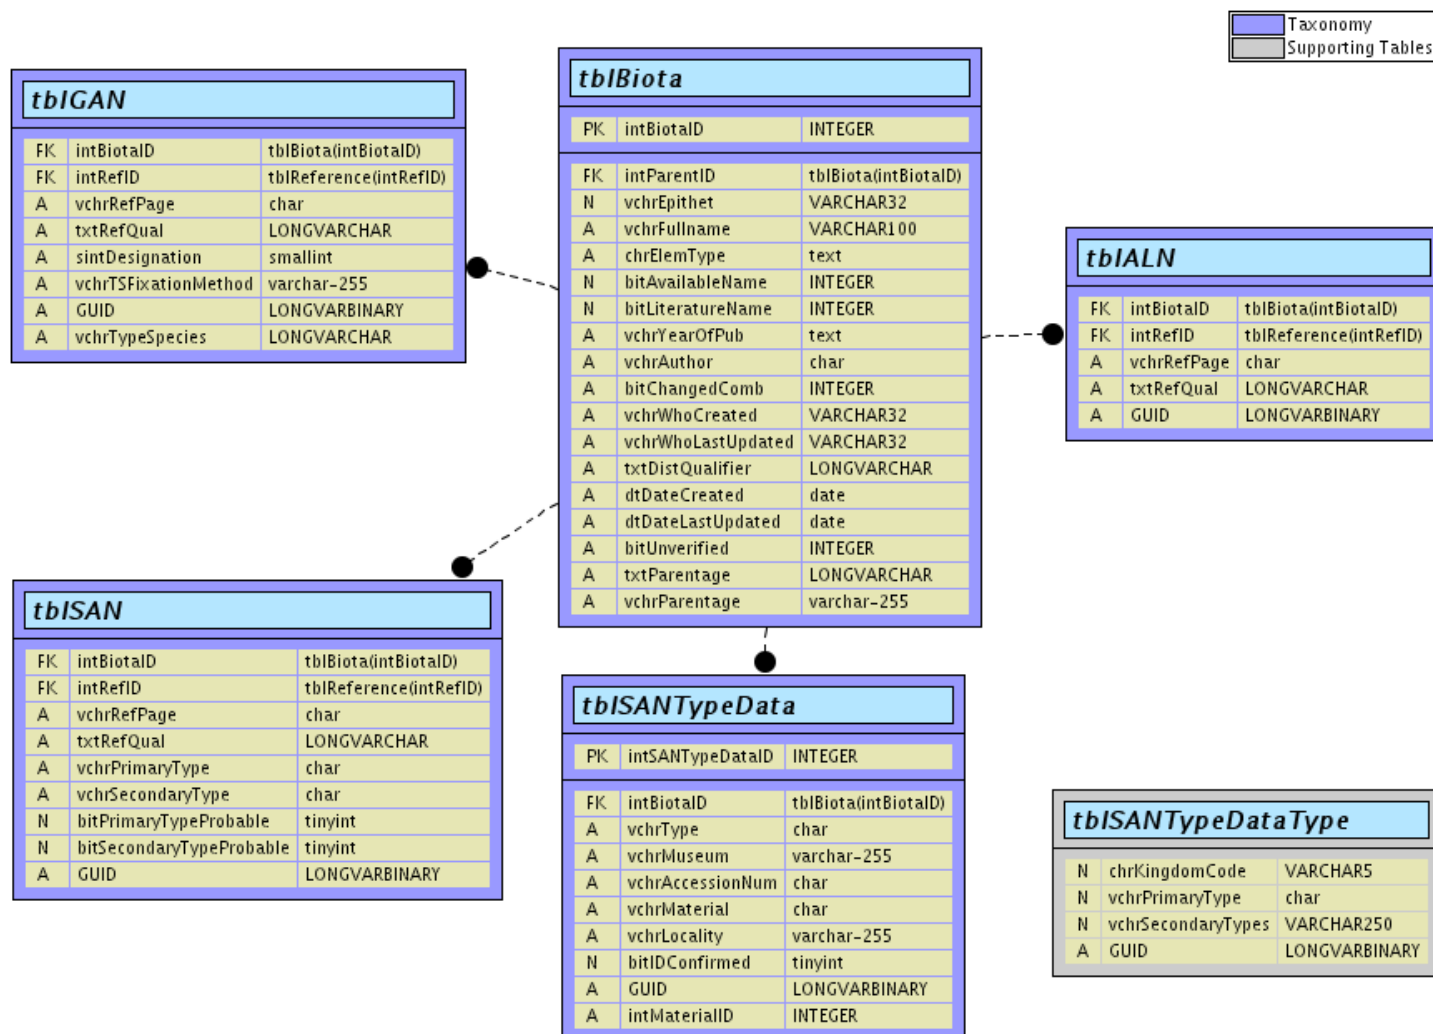 Taxonomy
Supporting Tables
tblGAN
FK intBiotaID tblBiota(intBiotaID)
FK intRefID tblReference(intRefID)
A vchrRefPage char
A txtRefQual LONGVARCHAR
A sintDesignation smallint
A vchrTSFixationMethod varchar-255
A GUID LONGVARBINARY
A vchrTypeSpecies LONGVARCHAR
tblBiota
PK intBiotaID INTEGER
FK intParentID tblBiota(intBiotaID)
N vchrEpithet VARCHAR32
A vchrFullname VARCHAR100
A chrElemType text
N bitAvailableName INTEGER
N bitLiteratureName INTEGER
A vchrYearOfPub text
A vchrAuthor char
A bitChangedComb INTEGER
A vchrWhoCreated VARCHAR32
A vchrWhoLastUpdated VARCHAR32
A txtDistQualifier LONGVARCHAR
A dtDateCreated date
A dtDateLastUpdated date
A bitUnverified INTEGER
A txtParentage LONGVARCHAR
A vchrParentage varchar-255
tblALN
FK intBiotaID tblBiota(intBiotaID)
FK intRefID tblReference(intRefID)
A vchrRefPage char
A txtRefQual LONGVARCHAR
A GUID LONGVARBINARY
tblSAN
FK intBiotaID tblBiota(intBiotaID)
FK intRefID tblReference(intRefID)
A vchrRefPage char
A txtRefQual LONGVARCHAR
A vchrPrimaryType char
A vchrSecondaryType char
N bitPrimaryTypeProbable tinyint
N bitSecondaryTypeProbable tinyint
A GUID LONGVARBINARY
tblSANTypeData
PK intSANTypeDataID INTEGER
FK intBiotaID tblBiota(intBiotaID)
A vchrType char
A vchrMuseum varchar-255
A vchrAccessionNum char
A vchrMaterial char
A vchrLocality varchar-255
N bitIDConfirmed tinyint
A GUID LONGVARBINARY
A intMaterialID INTEGER
tblSANTypeDataType
N chrKingdomCode VARCHAR5
N vchrPrimaryType char
N vchrSecondaryTypes VARCHAR250
A GUID LONGVARBINARY